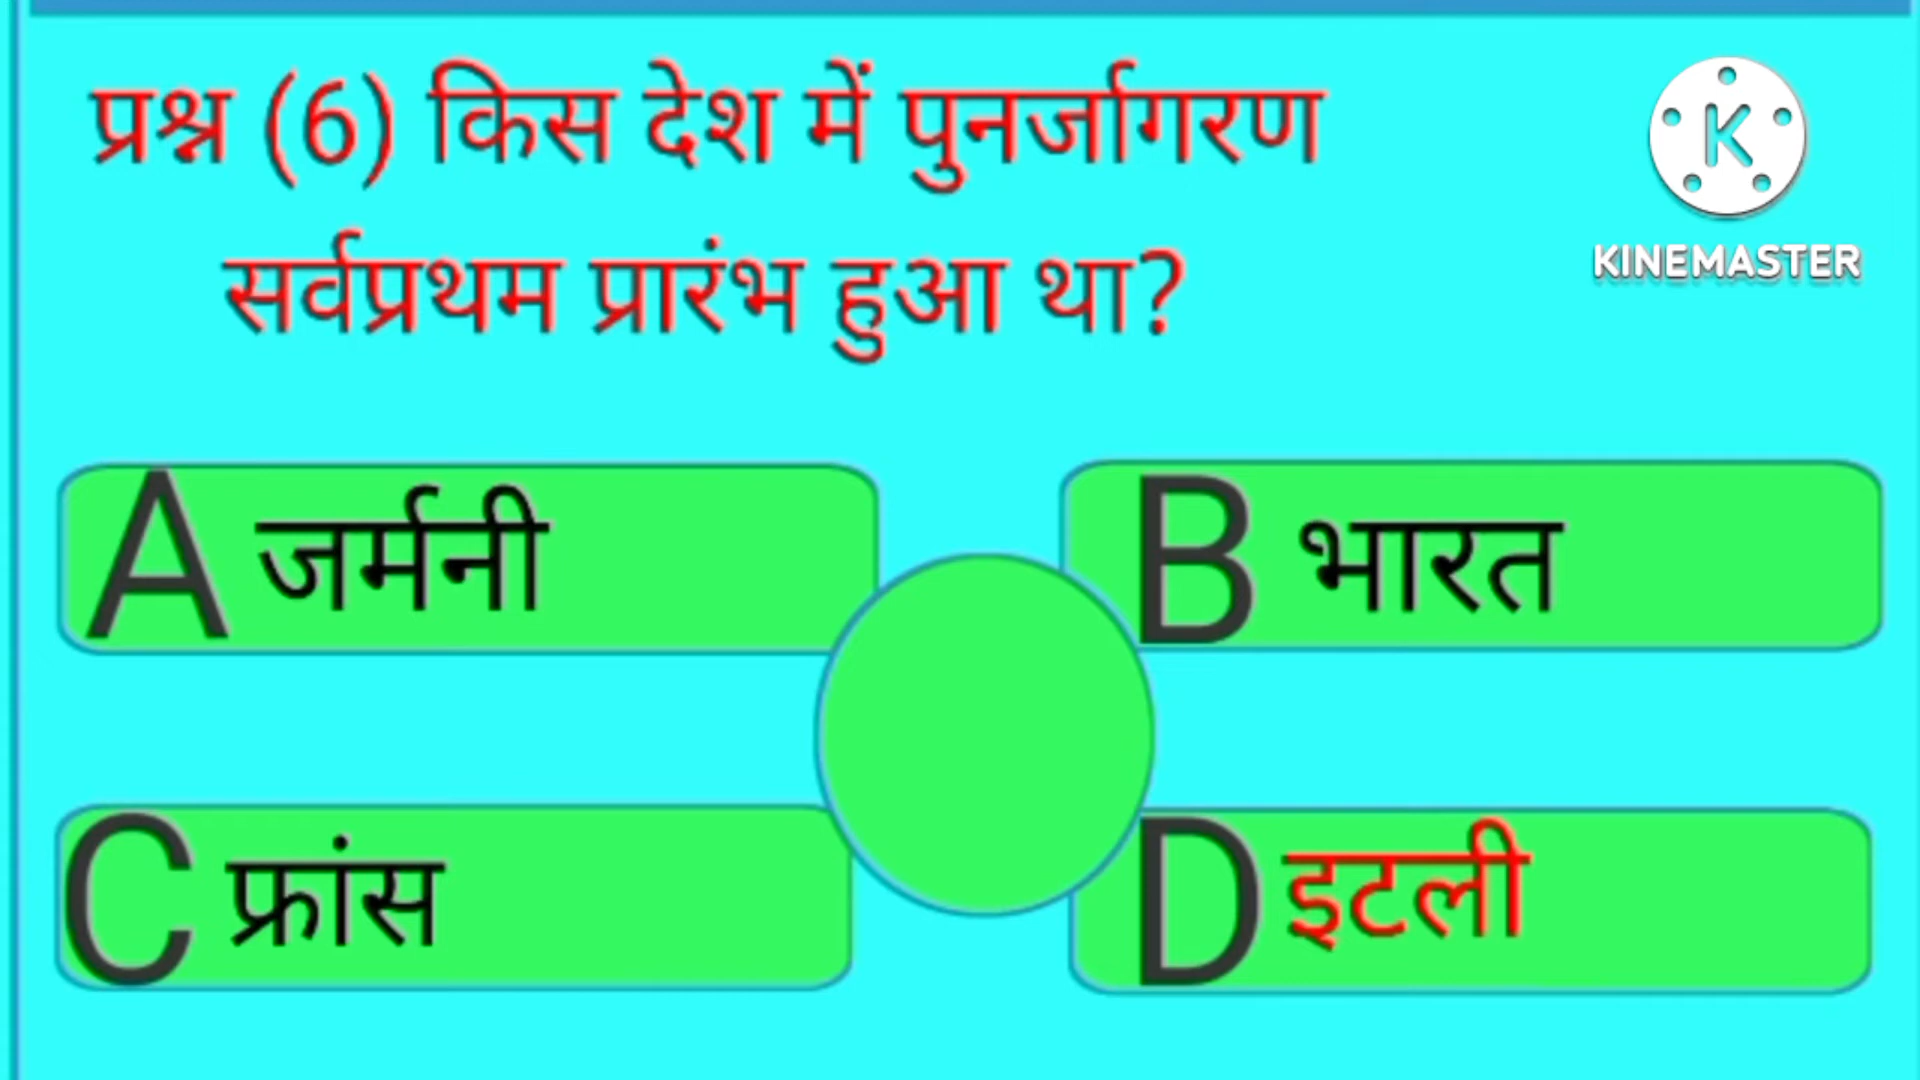 प्रश्न (6) किस देश में पुनर्जागरण
सर्वप्रथम प्रारंभ हुआ था?
KINEMASTER
A जर्मनी
B भारत
C फ्रांस
D इटली